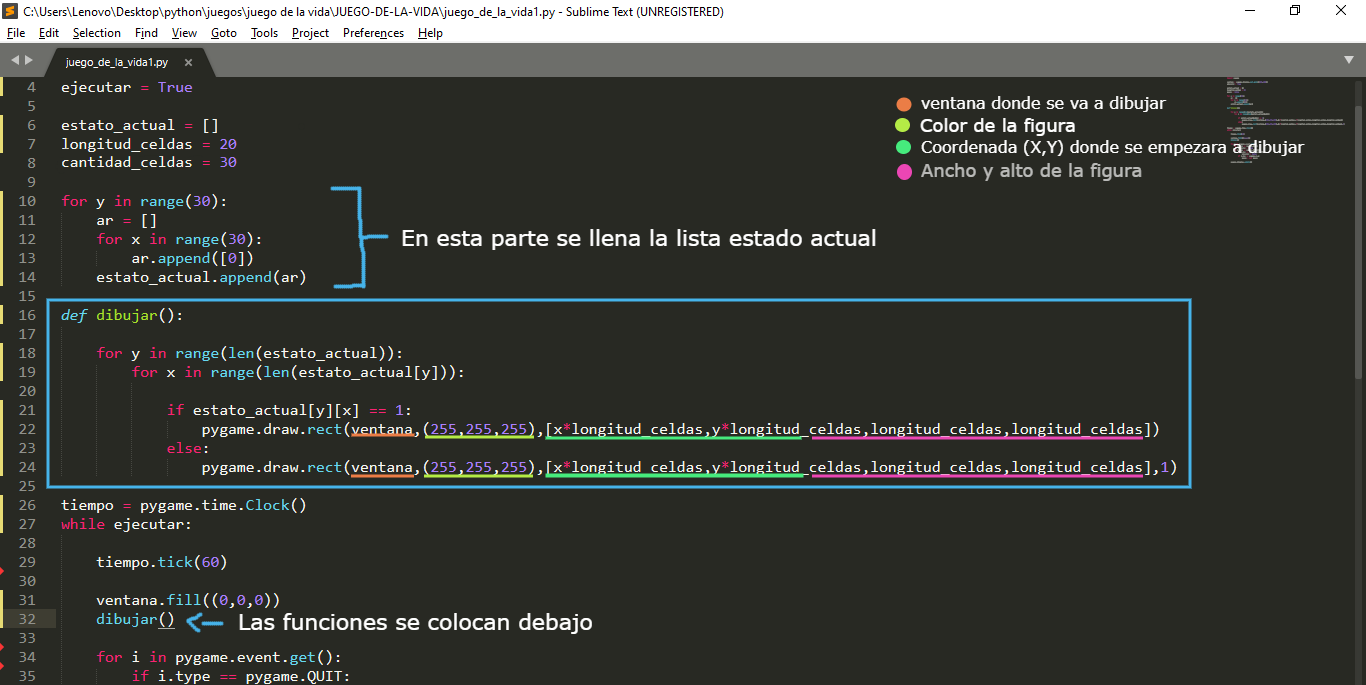 C:\Users\Lenovo\Desktop\python\juegos\juego de la vida\JUEGO-DE-LA-VIDA\juego_de_la_vida1.py - Sublime Text (UNREGISTERED)
File Edit Selection Find View Goto Tools Project Preferences Help
juego_de_la_vida1.py ×
4 ejecutar = True
5
6 estato_actual = []
7 longitud_celdas = 20
8 cantidad_celdas = 30
9
10 for y in range(30):
11 ar = []
12 for x in range(30):
13 ar.append([0])
14 estato_actual.append(ar)
15
16 def dibujar():
17
18 for y in range(len(estato_actual)):
19 for x in range(len(estato_actual[y])):
20
21 if estato_actual[y][x] == 1:
22 pygame.draw.rect(ventana,(255,255,255),[x*longitud_celdas,y*longitud_celdas,longitud_celdas,longitud_celdas])
23 else:
24 pygame.draw.rect(ventana,(255,255,255),[x*longitud_celdas,y*longitud_celdas,longitud_celdas,longitud_celdas],1)
25
26 tiempo = pygame.time.Clock()
27 while ejecutar:
28
29 tiempo.tick(60)
30
31 ventana.fill((0,0,0))
32 dibujar()
33
34 for i in pygame.event.get():
35 if i.type == pygame.QUIT:
ventana donde se va a dibujar
Color de la figura
Coordenada (X,Y) donde se empezara a dibujar
Ancho y alto de la figura
En esta parte se llena la lista estado actual
Las funciones se colocan debajo